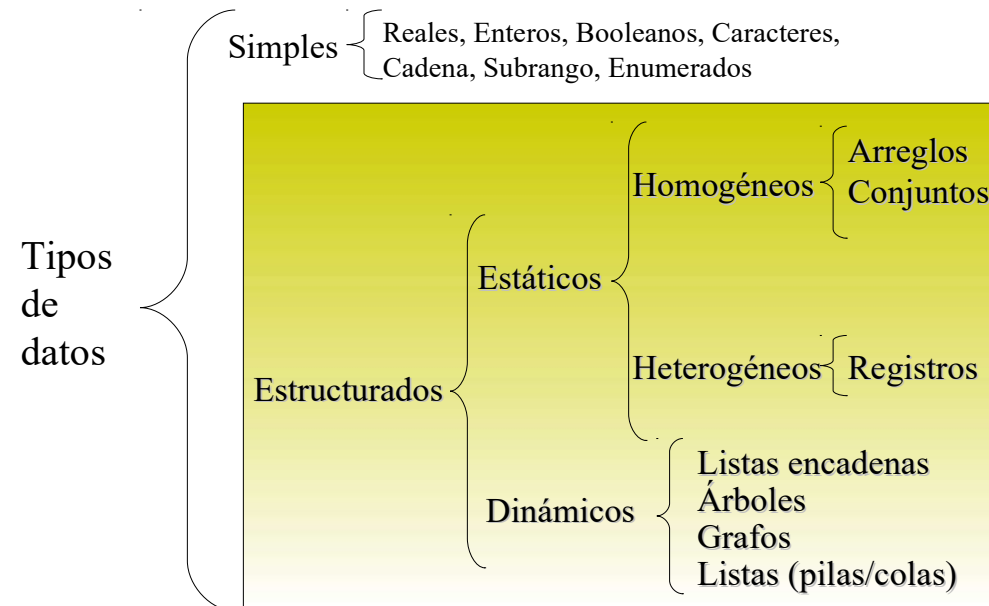 Tipos
de
datos
Simples
Reales, Enteros, Booleanos, Caracteres,
Cadena, Subrango, Enumerados
Estructurados
Estáticos
Homogéneos
Arreglos
Conjuntos
Heterogéneos
Registros
Dinámicos
Listas encadenas
Árboles
Grafos
Listas (pilas/colas)